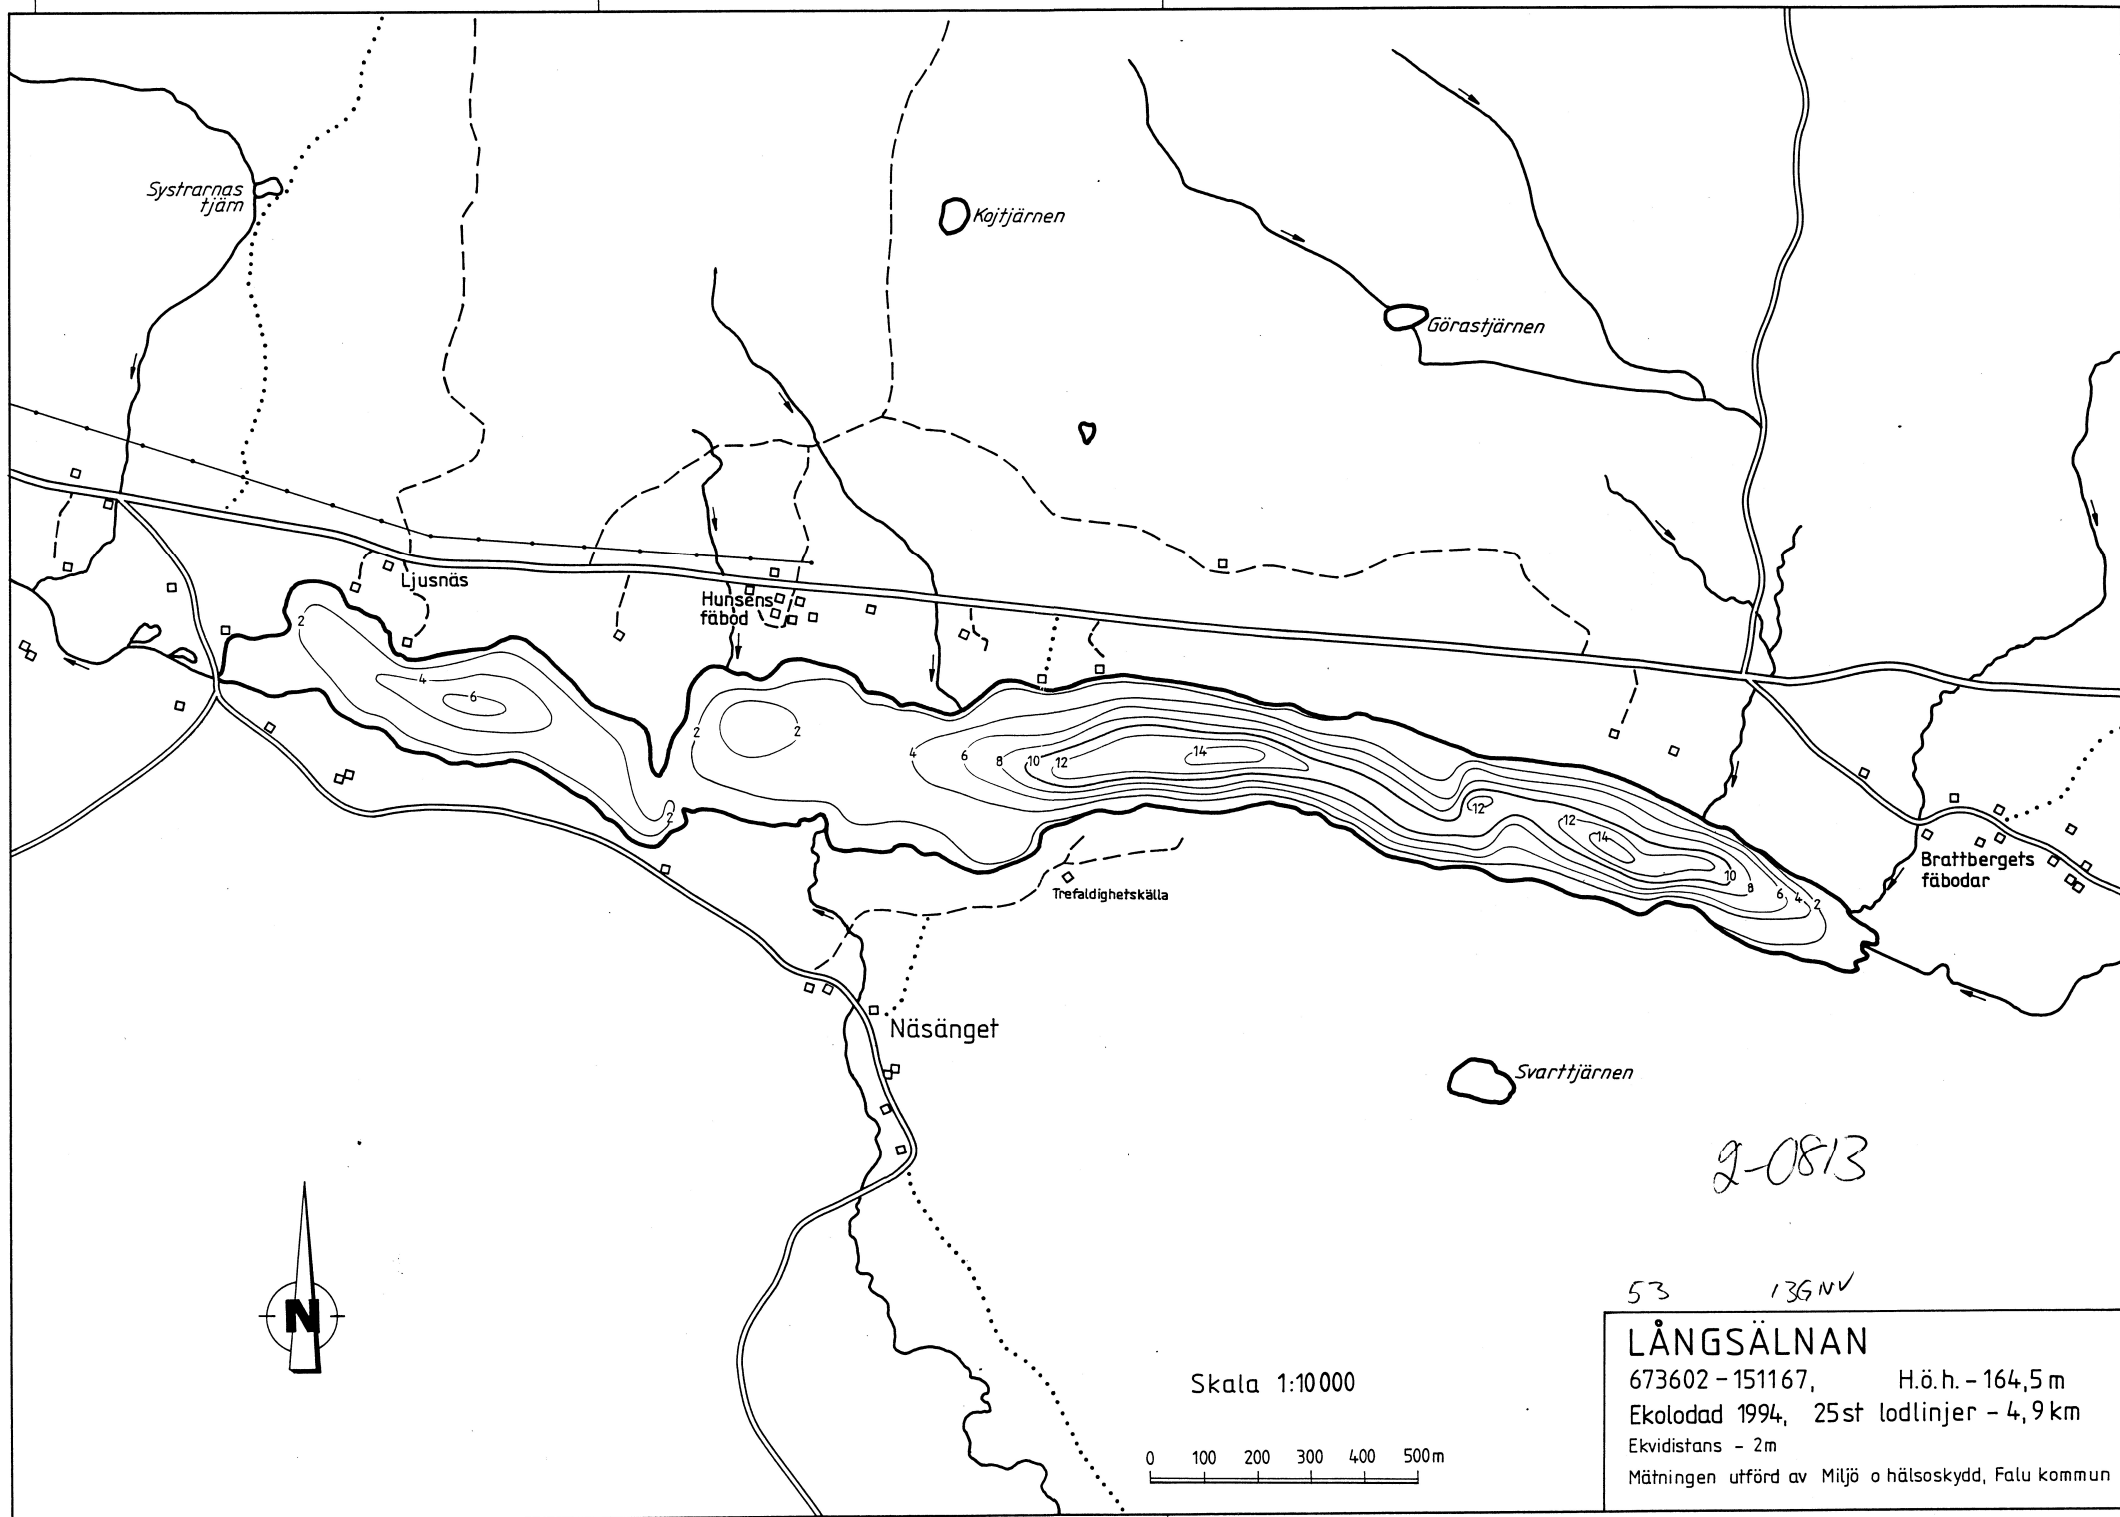 Systrarnas
tjärn
Kojtjärnen
Görastjärnen
Ljusnäs
Hunsens
fäbod
2
4
6
2
2
2
4
6
8
10
12
14
12
12
14
10
8
6
4
2
Brattbergets
fäbodar
Trefaldighetskälla
Näsänget
Svarttjärnen
2-0813
53 13G NV
N
Skala 1:10 000
0 100 200 300 400 500m
LÅNGSÄLNAN
673602-151167, H.ö.h. - 164,5 m
Ekolodad 1994, 25st lodlinjer - 4,9 km
Ekvidistans - 2m
Mätningen utförd av Miljö o hälsoskydd, Falu kommun